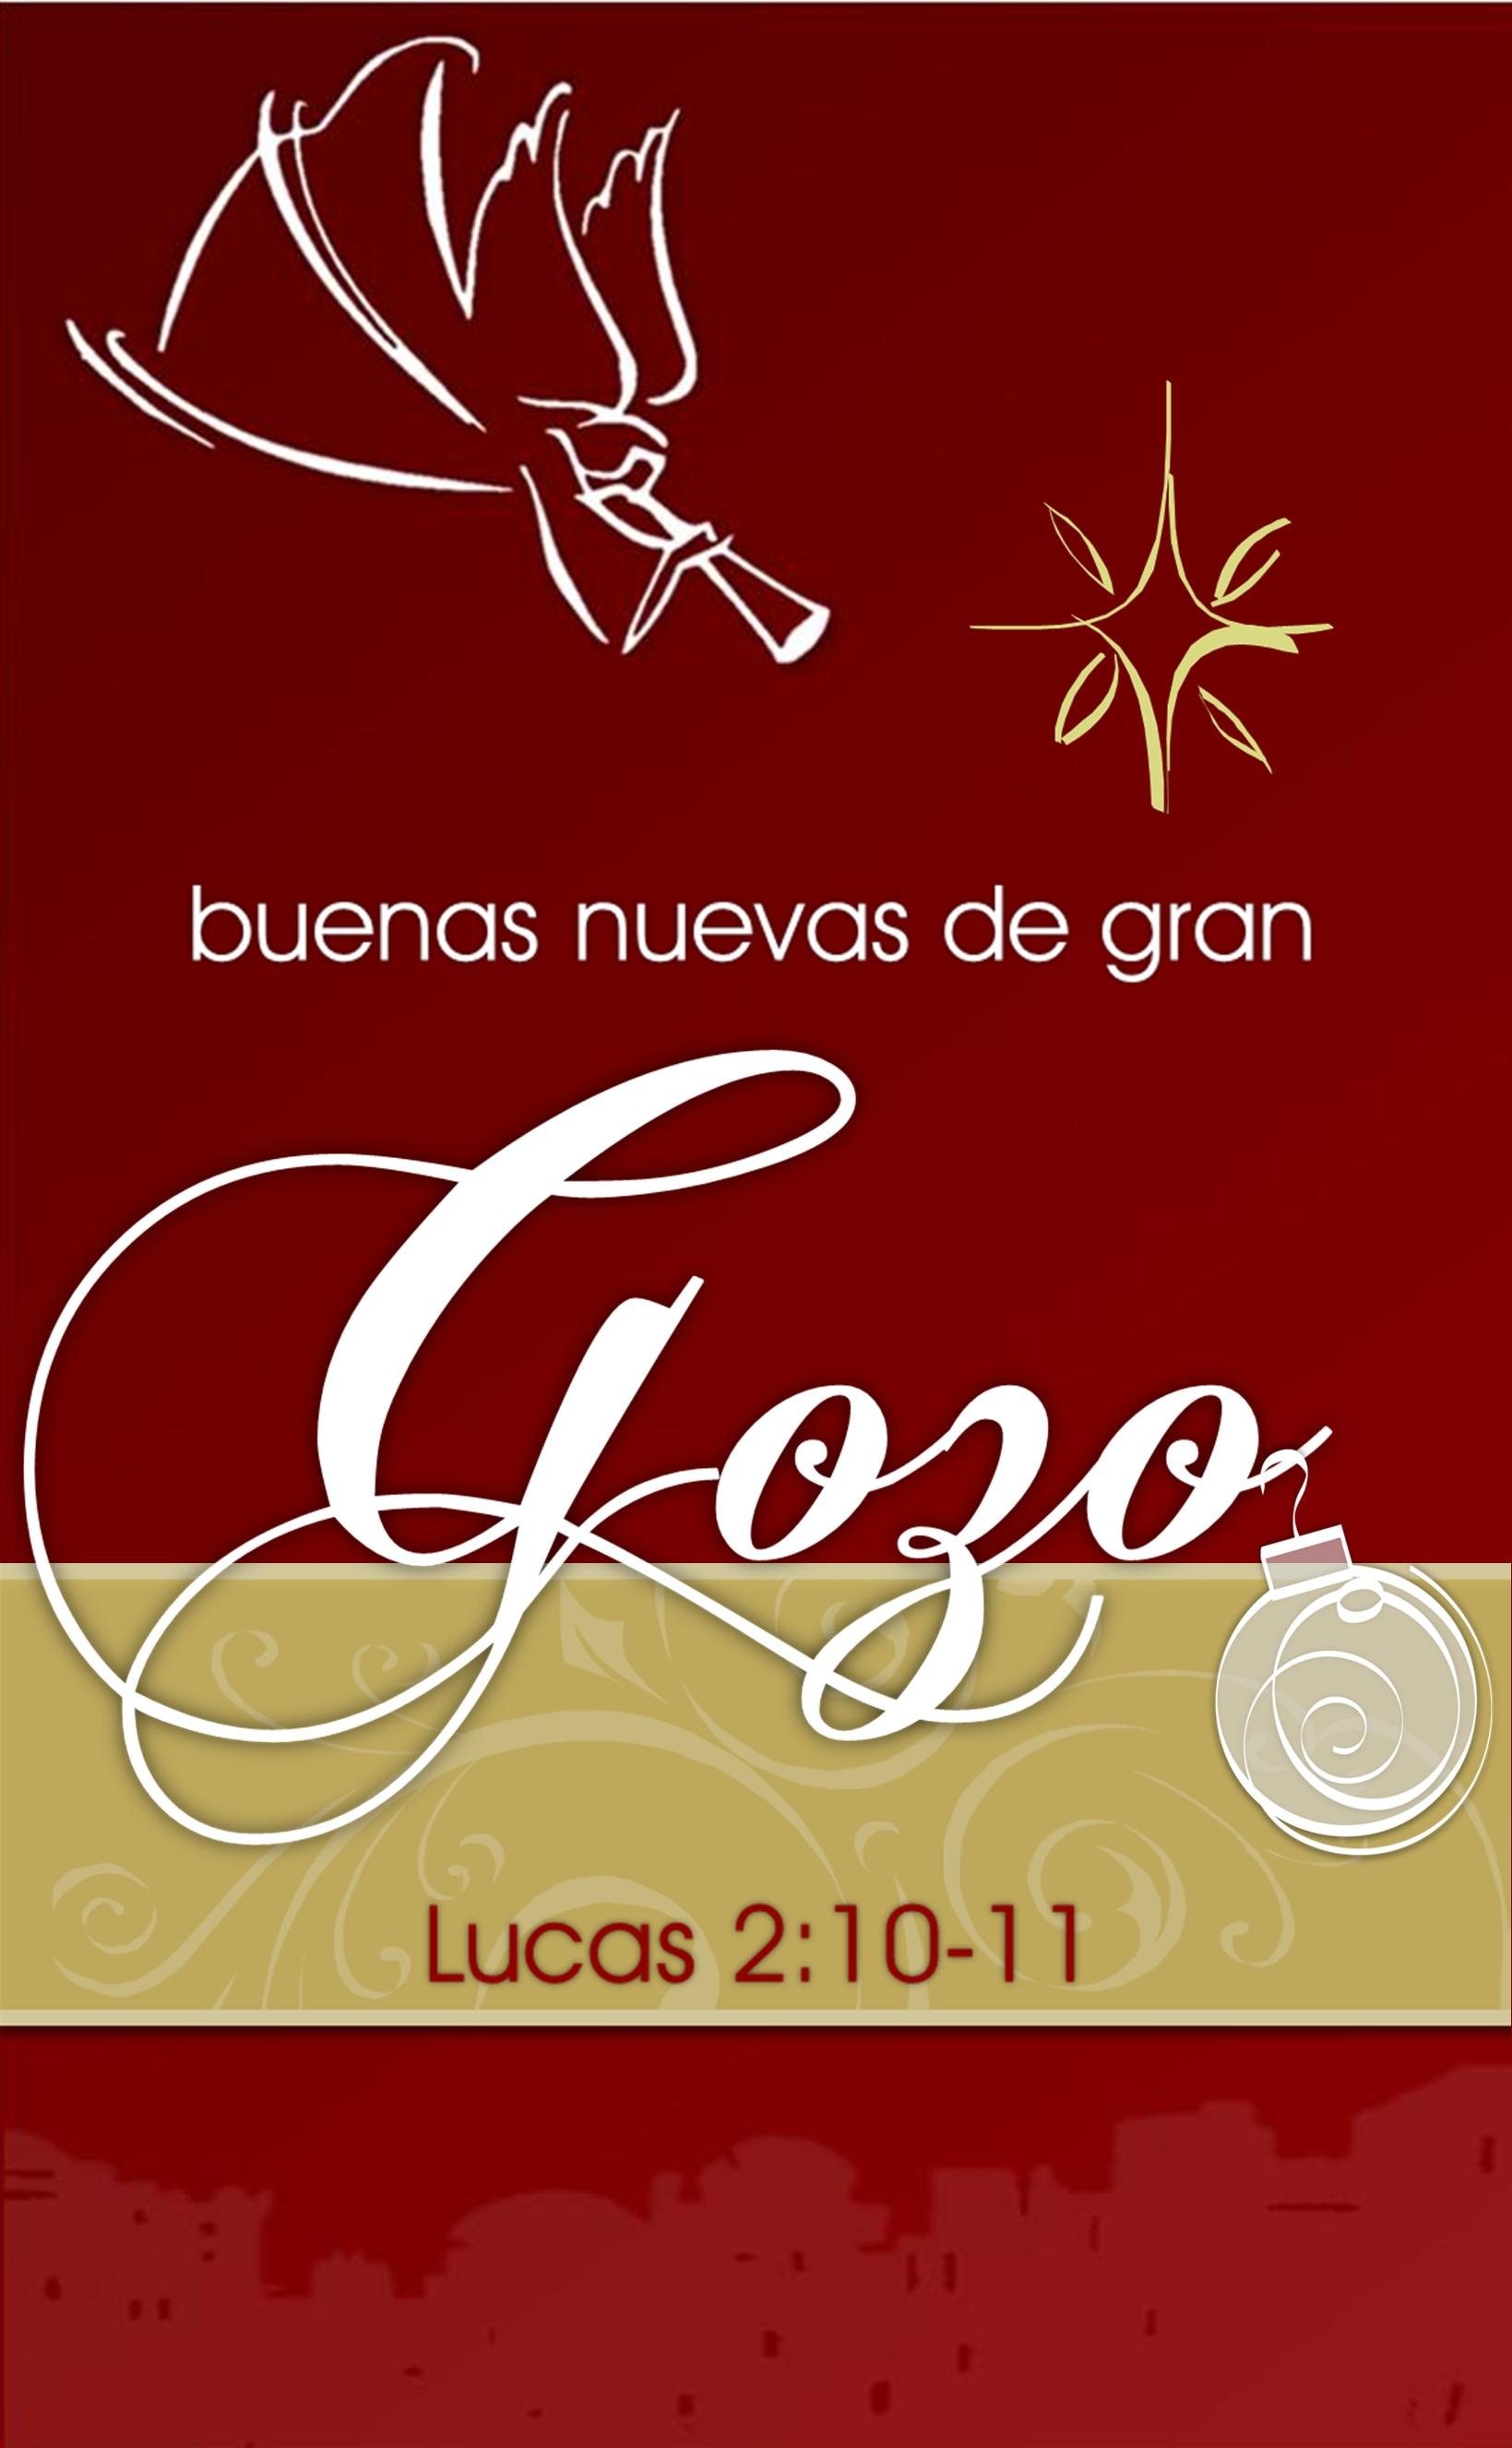 buenas nuevas de gran
Gozo
Lucas 2:10-11